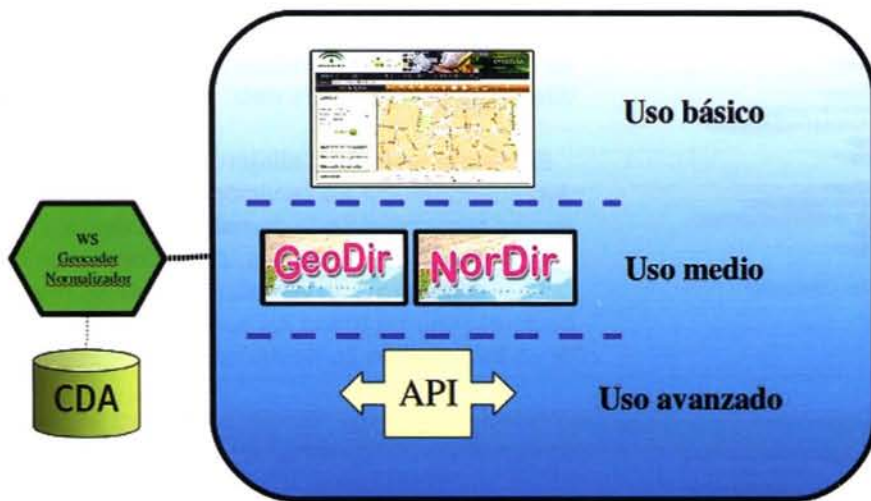 Uso básico
WS
Geocoder
Normalizador
GeoDir
NorDir
Uso medio
CDA
API
Uso avanzado